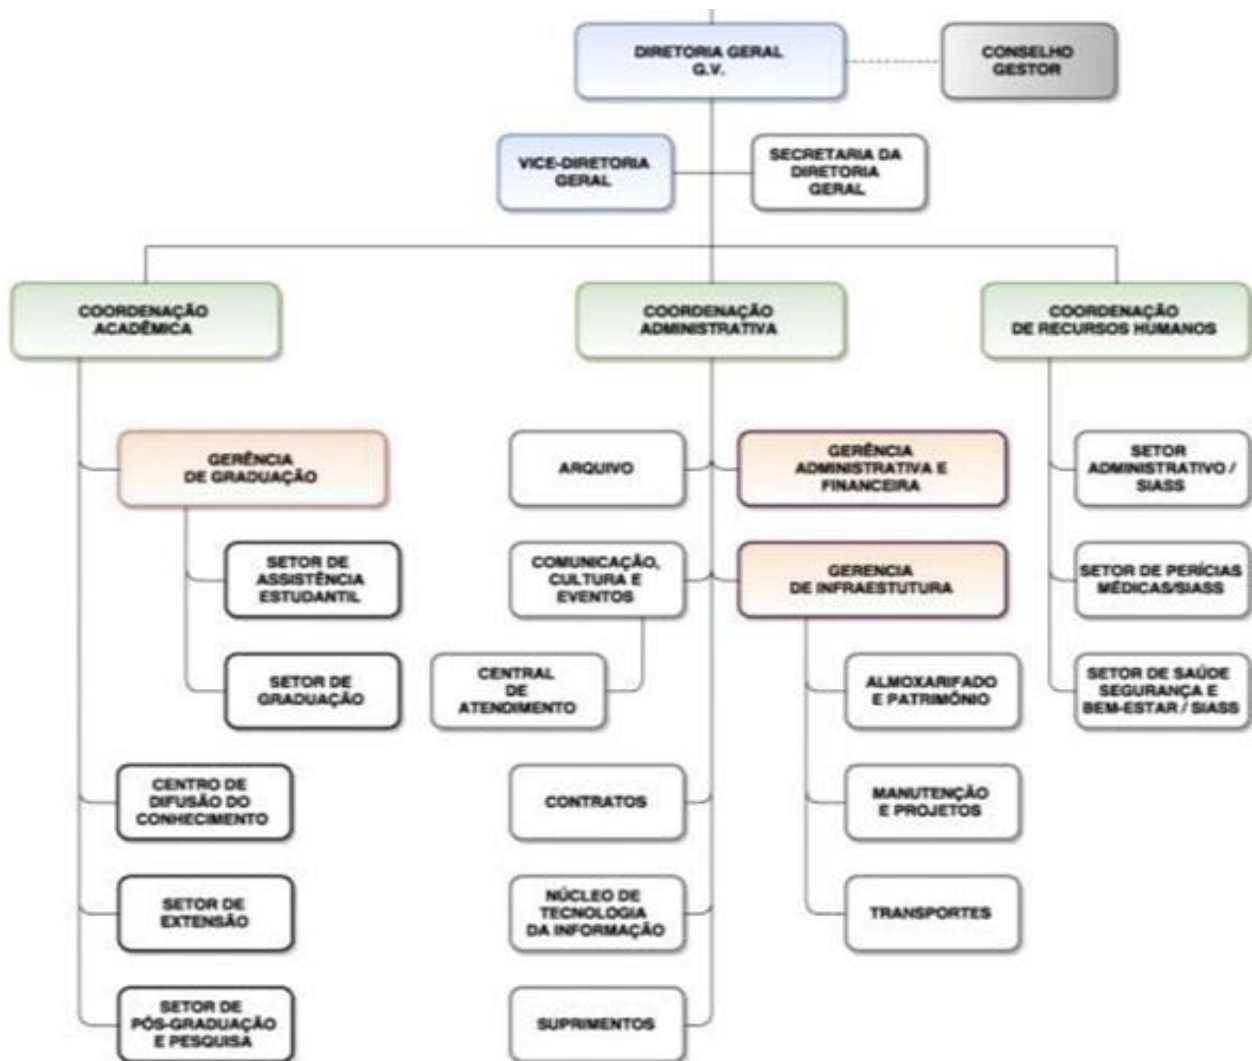 DIRETORIA GERAL
G.V.
CONSELHO
GESTOR
VICE-DIRETORIA
GERAL
SECRETARIA DA
DIRETORIA
GERAL
COORDENAÇÃO
ACADÊMICA
COORDENAÇÃO
ADMINISTRATIVA
COORDENAÇÃO
DE RECURSOS HUMANOS
GERÊNCIA
DE GRADUAÇÃO
SETOR DE
ASSISTÊNCIA
ESTUDANTIL
SETOR DE
GRADUAÇÃO
CENTRO DE
DIFUSÃO DO
CONHECIMENTO
SETOR DE
EXTENSÃO
SETOR DE
PÓS-GRADUAÇÃO
E PESQUISA
ARQUIVO
COMUNICAÇÃO,
CULTURA E
EVENTOS
CENTRAL
DE
ATENDIMENTO
CONTRATOS
NÚCLEO DE
TECNOLOGIA
DA INFORMAÇÃO
SUPRIMENTOS
GERÊNCIA
ADMINISTRATIVA E
FINANCEIRA
GERENCIA
DE INFRAESTUTURA
ALMOXARIFADO
E PATRIMÔNIO
MANUTENÇÃO
E PROJETOS
TRANSPORTES
SETOR
ADMINISTRATIVO /
SIASS
SETOR DE PERÍCIAS
MÉDICAS/SIASS
SETOR DE SAÚDE
SEGURANÇA E
BEM-ESTAR / SIASS